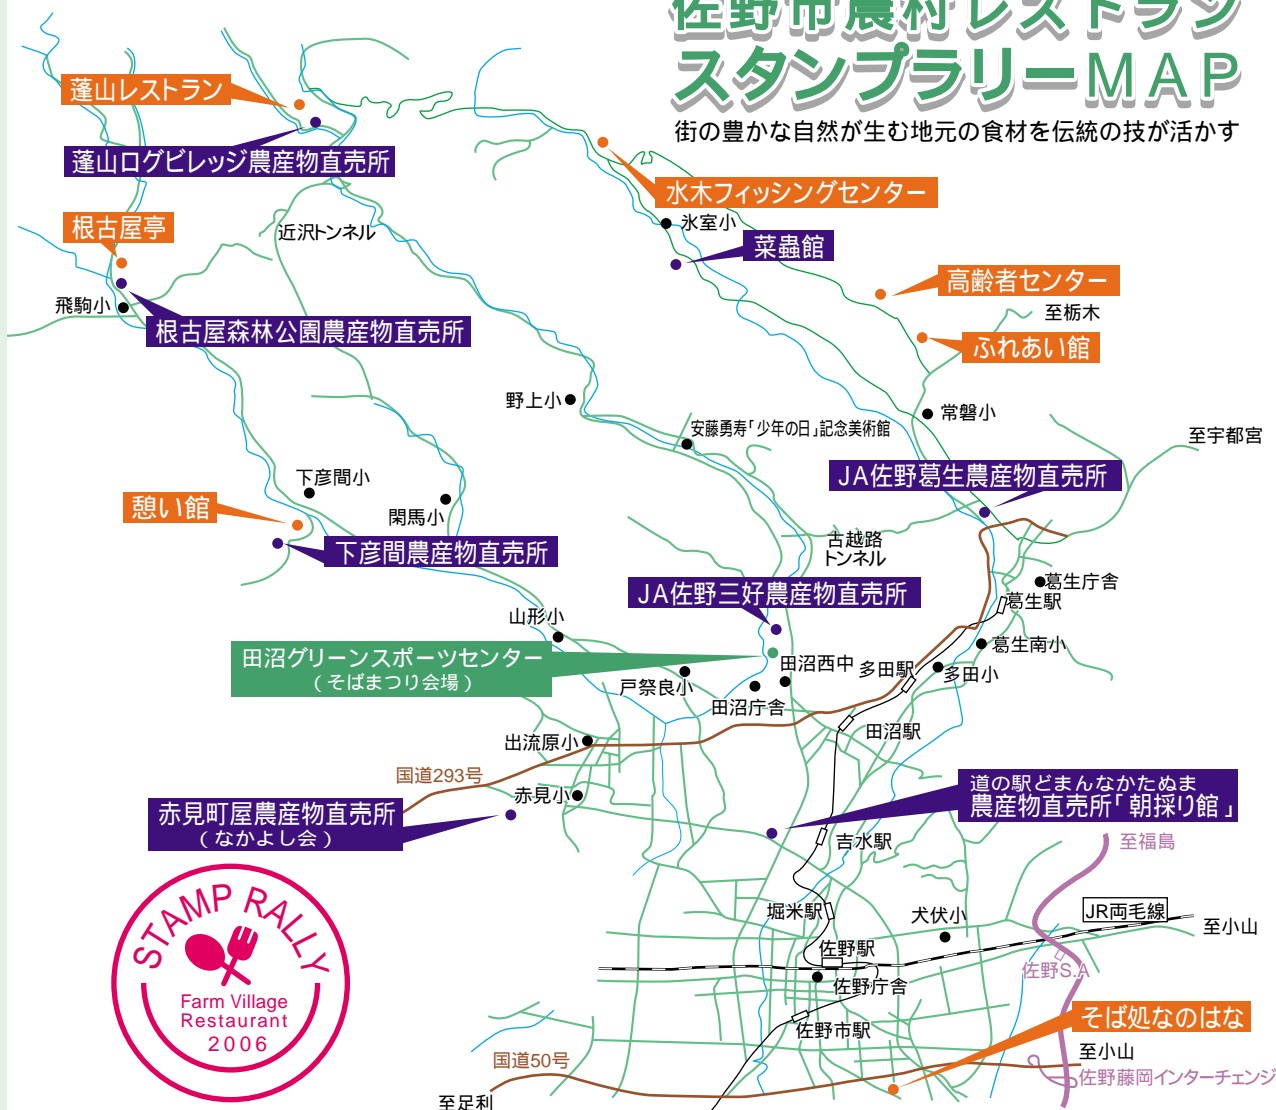 佐野市農村レストラン
スタンプラリーMAP
街の豊かな自然が生む地元の食材を伝統の技が活かす
蓬山レストラン
蓬山ログビレッジ農産物直売所
水木フィッシングセンター
根古屋亭
近沢トンネル
氷室小
菜蟲館
高齢者センター
飛駒小
至栃木
根古屋森林公園農産物直売所
ふれあい館
野上小
常磐小
安藤勇寿「少年の日」記念美術館
至宇都宮
下彦間小
JA佐野葛生農産物直売所
憩い館
閑馬小
下彦間農産物直売所
古越路
トンネル
JA佐野三好農産物直売所
葛生庁舎
葛生駅
山形小
葛生南小
田沼グリーンスポーツセンター
(そばまつり会場)
田沼西中
多田駅
多田小
戸祭良小
田沼庁舎
田沼駅
出流原小
国道293号
赤見小
道の駅どまんなかたぬま
農産物直売所「朝採り館」
赤見町屋農産物直売所
(なかよし会)
吉水駅
至福島
堀米駅
犬伏小
JR両毛線
至小山
佐野駅
佐野S.A
佐野庁舎
STAMP RALLY
Farm Village
Restaurant
2006
そば処なのはな
佐野市駅
至小山
国道50号
佐野藤岡インターチェンジ
至足利